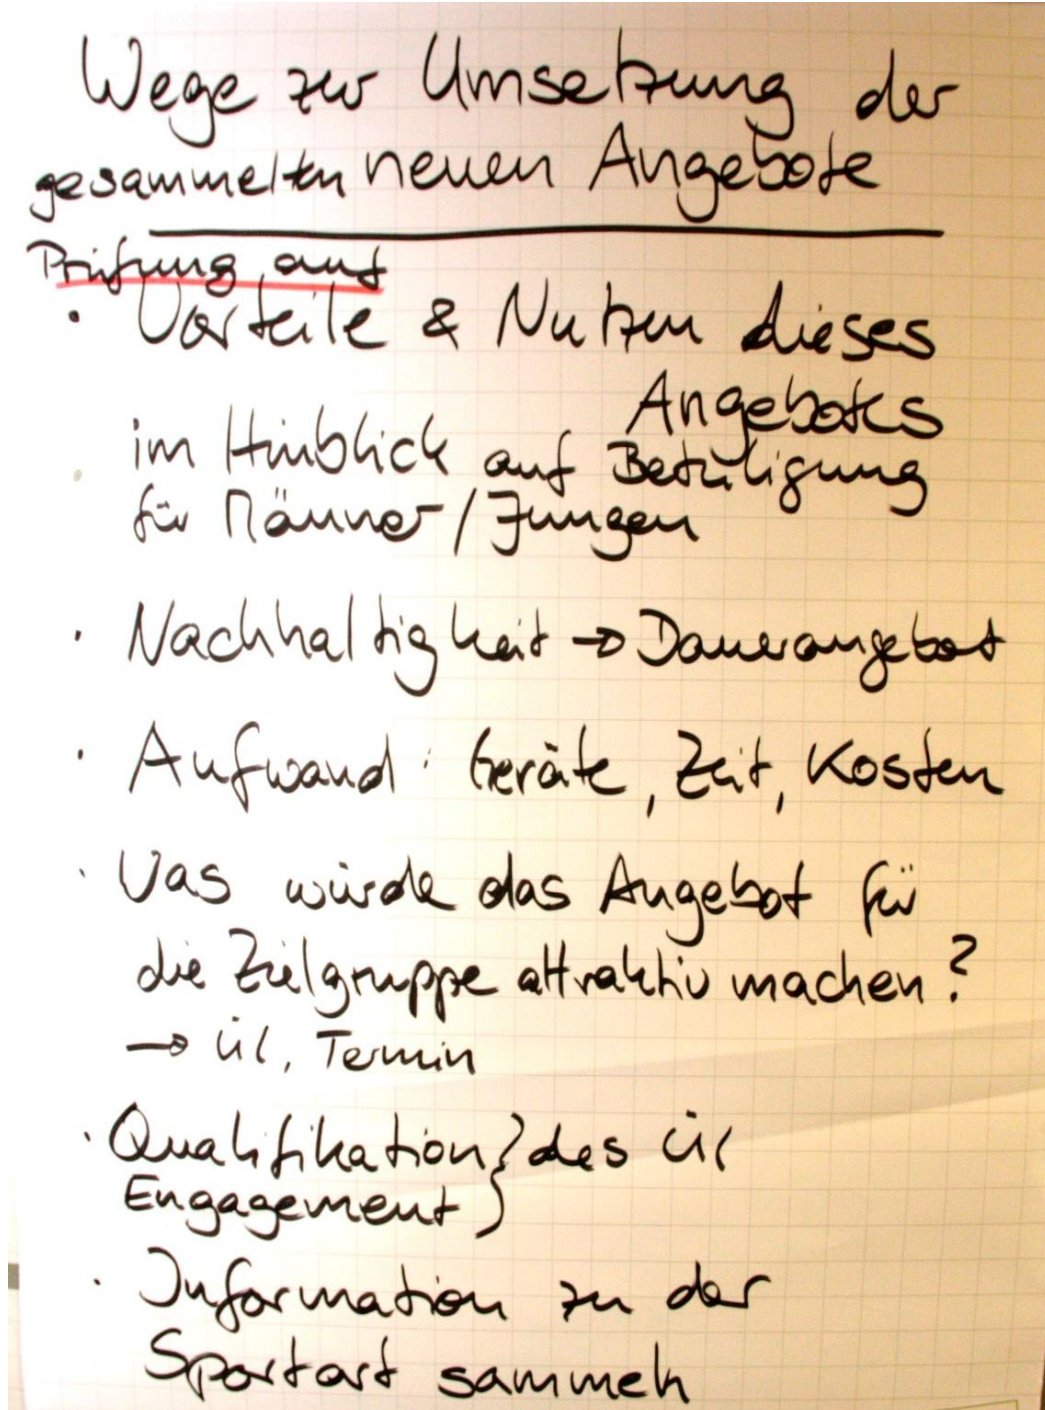 Wege zur Umsetzung der
gesammelten neuen Angebote
Prüfung auf
· Vorteile & Nutzen dieses
Angebotes
im Hinblick auf Beteiligung
für Männer / Jungen
· Nachhaltigkeit → Dauerangebot
· Aufwand : Geräte, Zeit, Kosten
· Was würde das Angebot für
die Zielgruppe attraktiv machen?
→ ÜL, Termin
· Qualifikation } des ÜL
Engagement }
· Information zu der
Sportart sammeln